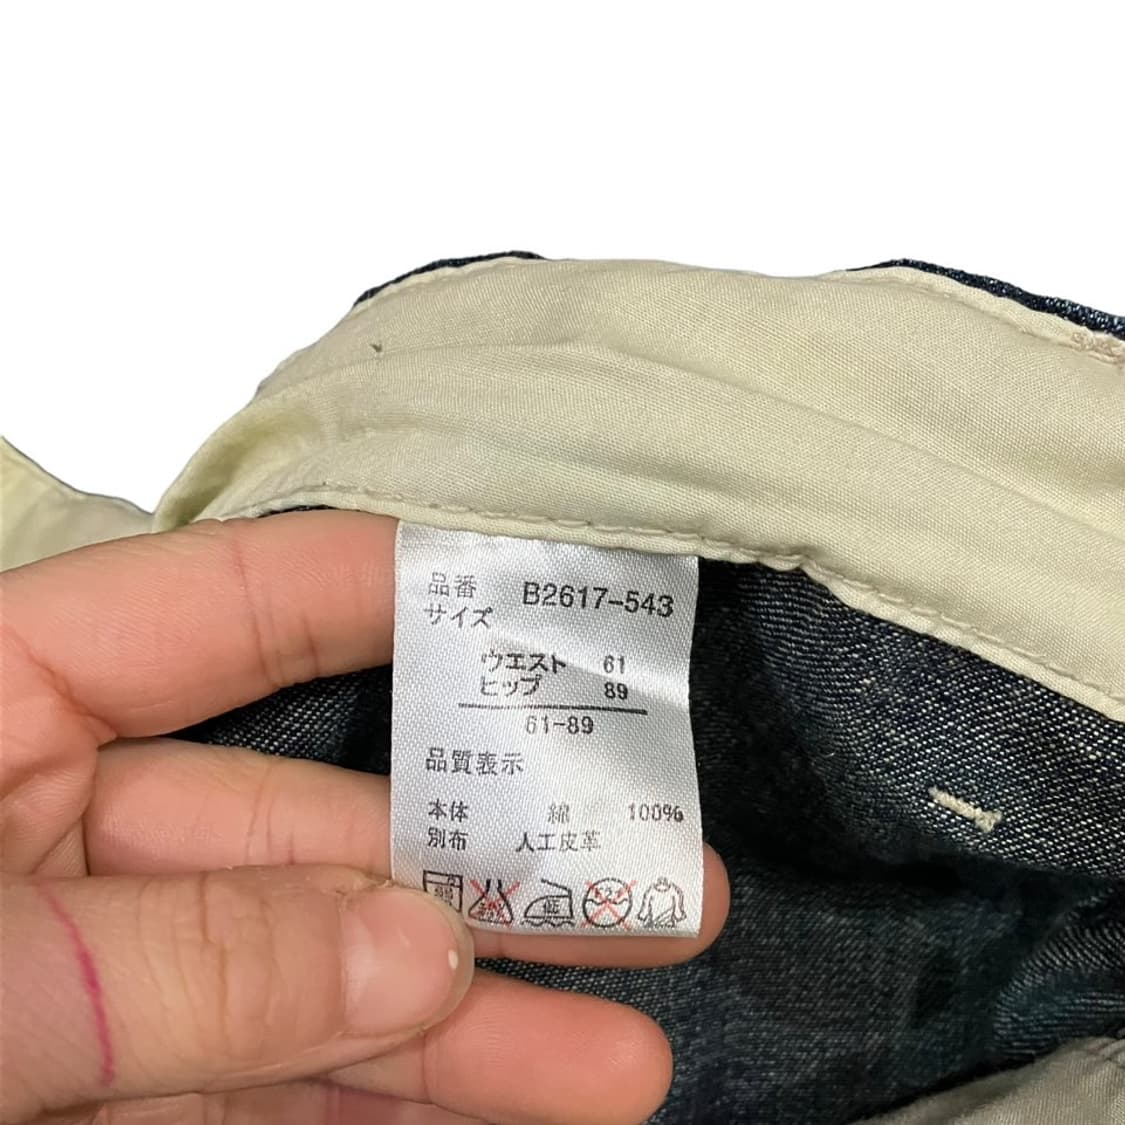 品番 B2617-543
サイズ
ウエスト 61
ヒップ 89
61-89
品質表示
本体 綿 100%
別布 人工皮革